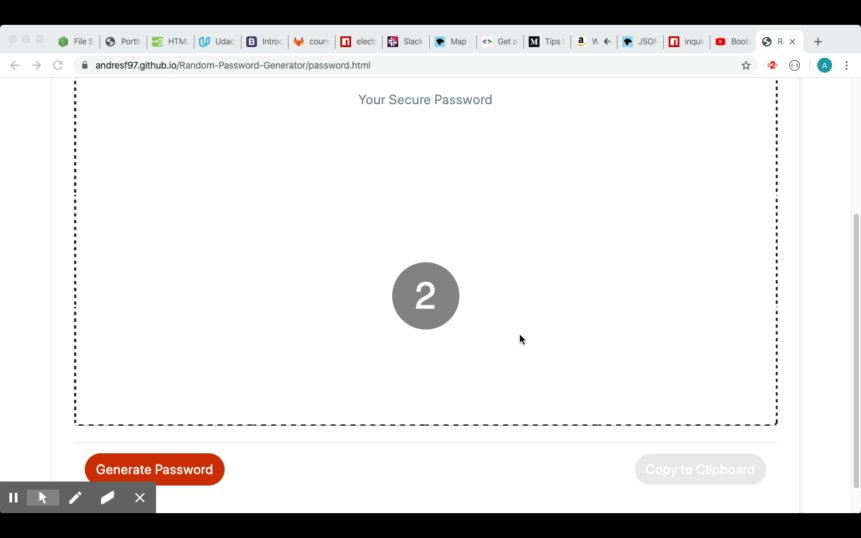 File S Portf HTM Udac Introd cours elect Slack Map Get a Tips t W JSON inqui Boots Ra
andresf97.github.io/Random-Password-Generator/password.html
A
Your Secure Password
2
Generate Password Copy to Clipboard